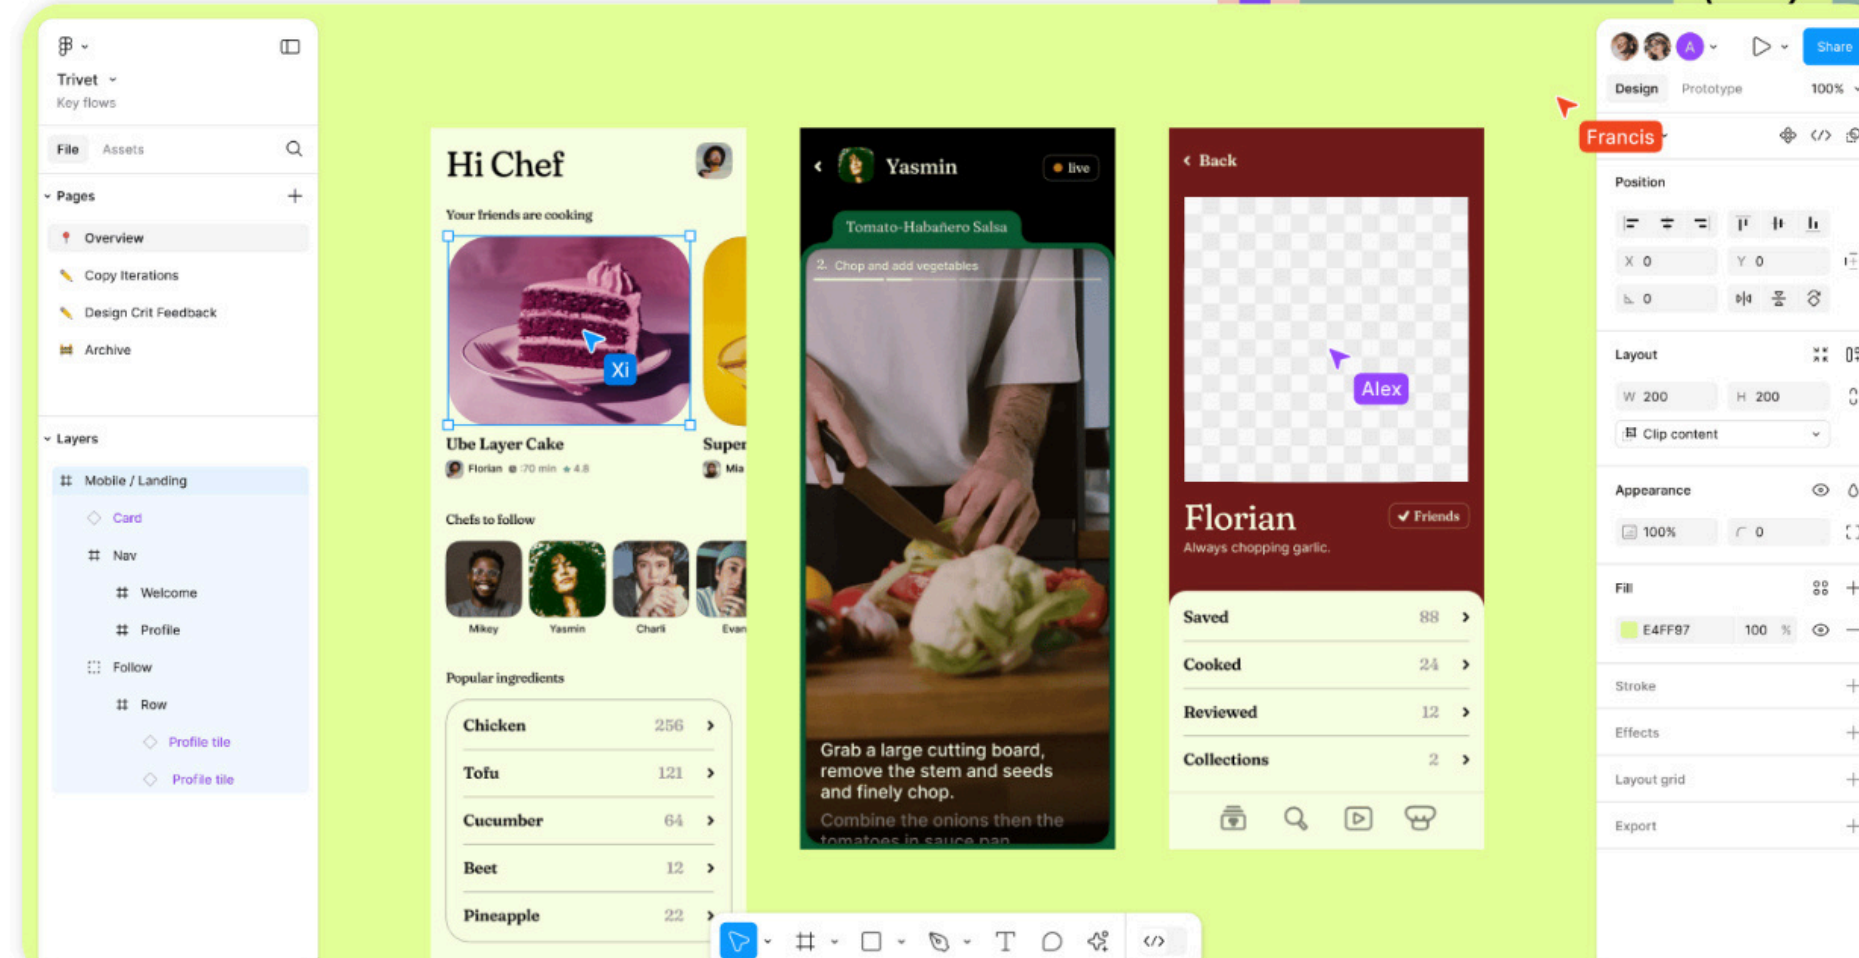 Trivet
Key flows
File Assets
Pages
Overview
Copy Iterations
Design Crit Feedback
Archive
Layers
Mobile / Landing
Card
Nav
Welcome
Profile
Follow
Row
Profile tile
Profile tile
Hi Chef
Your friends are cooking
Xi
Ube Layer Cake
Super
Florian :70 min 4.8
Mia
Chefs to follow
Mikey Yasmin Charli Evan
Popular ingredients
Chicken 256
Tofu 121
Cucumber 64
Beet 12
Pineapple 22
Yasmin live
Tomato-Habañero Salsa
2. Chop and add vegetables
Grab a large cutting board,
remove the stem and seeds
and finely chop.
Combine the onions then the
tomatoes in sauce pan
Back
Alex
Florian Friends
Always chopping garlic.
Saved 88
Cooked 24
Reviewed 12
Collections 2
A Share
Design Prototype 100%
Francis
Position
X 0 Y 0
0
Layout
W 200 H 200
Clip content
Appearance
100% 0
Fill
E4FF97 100 %
Stroke
Effects
Layout grid
Export